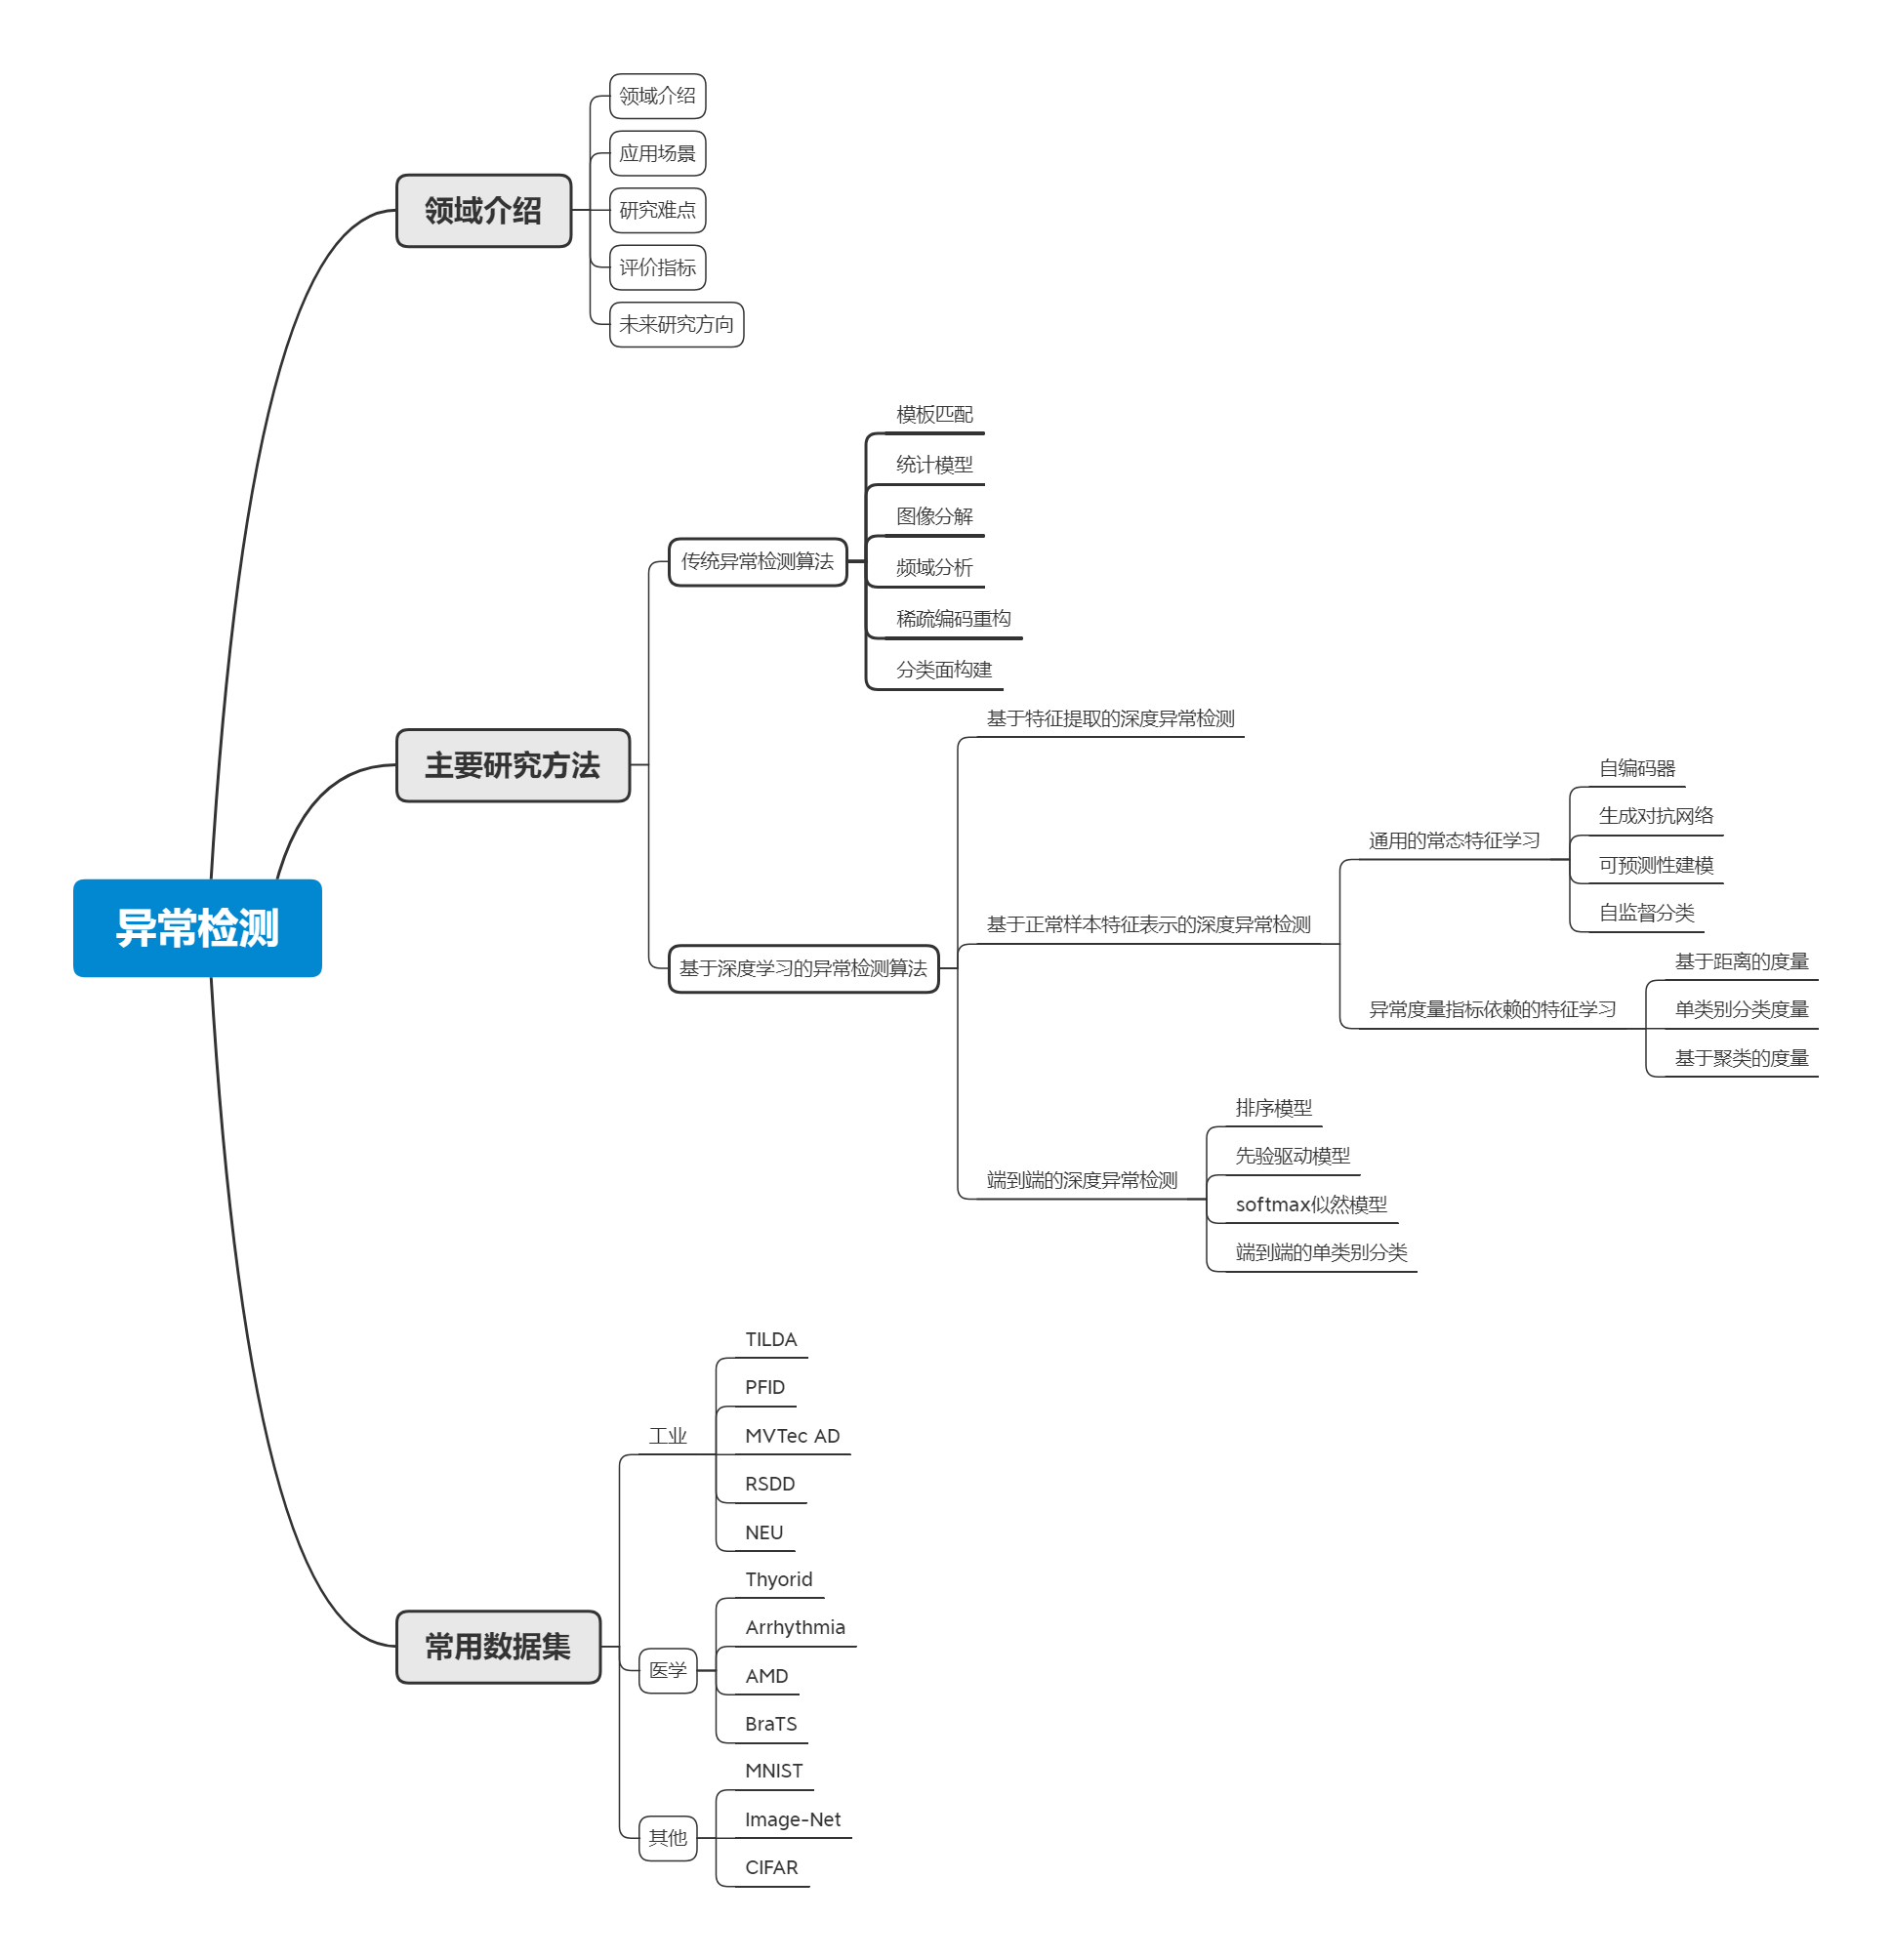 异常检测
领域介绍
领域介绍
应用场景
研究难点
评价指标
未来研究方向
主要研究方法
传统异常检测算法
模板匹配
统计模型
图像分解
频域分析
稀疏编码重构
分类面构建
基于深度学习的异常检测算法
基于特征提取的深度异常检测
基于正常样本特征表示的深度异常检测
通用的常态特征学习
自编码器
生成对抗网络
可预测性建模
自监督分类
异常度量指标依赖的特征学习
基于距离的度量
单类别分类度量
基于聚类的度量
端到端的深度异常检测
排序模型
先验驱动模型
softmax似然模型
端到端的单类别分类
常用数据集
工业
TILDA
PFID
MVTec AD
RSDD
NEU
医学
Thyorid
Arrhythmia
AMD
BraTS
其他
MNIST
Image-Net
CIFAR